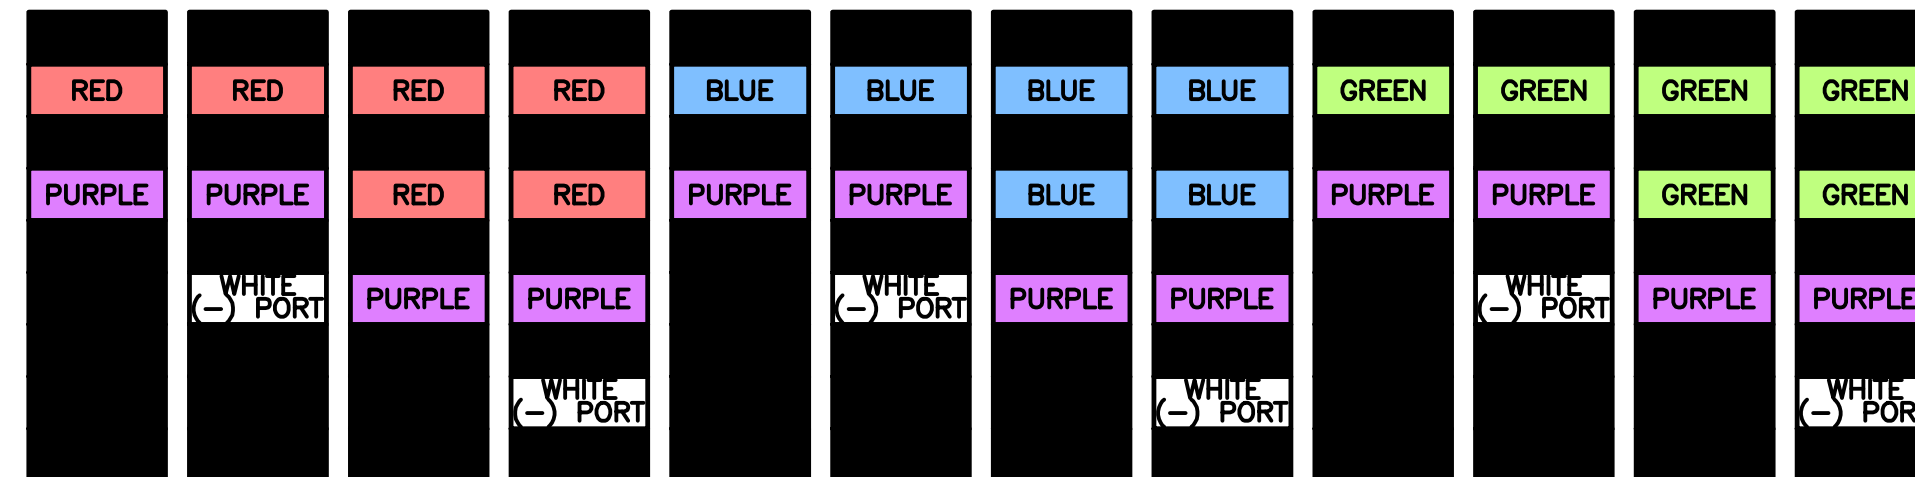 RED RED RED RED BLUE BLUE BLUE BLUE GREEN GREEN GREEN GREEN
PURPLE PURPLE RED RED PURPLE PURPLE BLUE BLUE PURPLE PURPLE GREEN GREEN
WHITE
(-) PORT
PURPLE PURPLE
WHITE
(-) PORT
PURPLE PURPLE
WHITE
(-) PORT
PURPLE PURPLE
WHITE
(-) PORT
WHITE
(-) PORT
WHITE
(-) POR